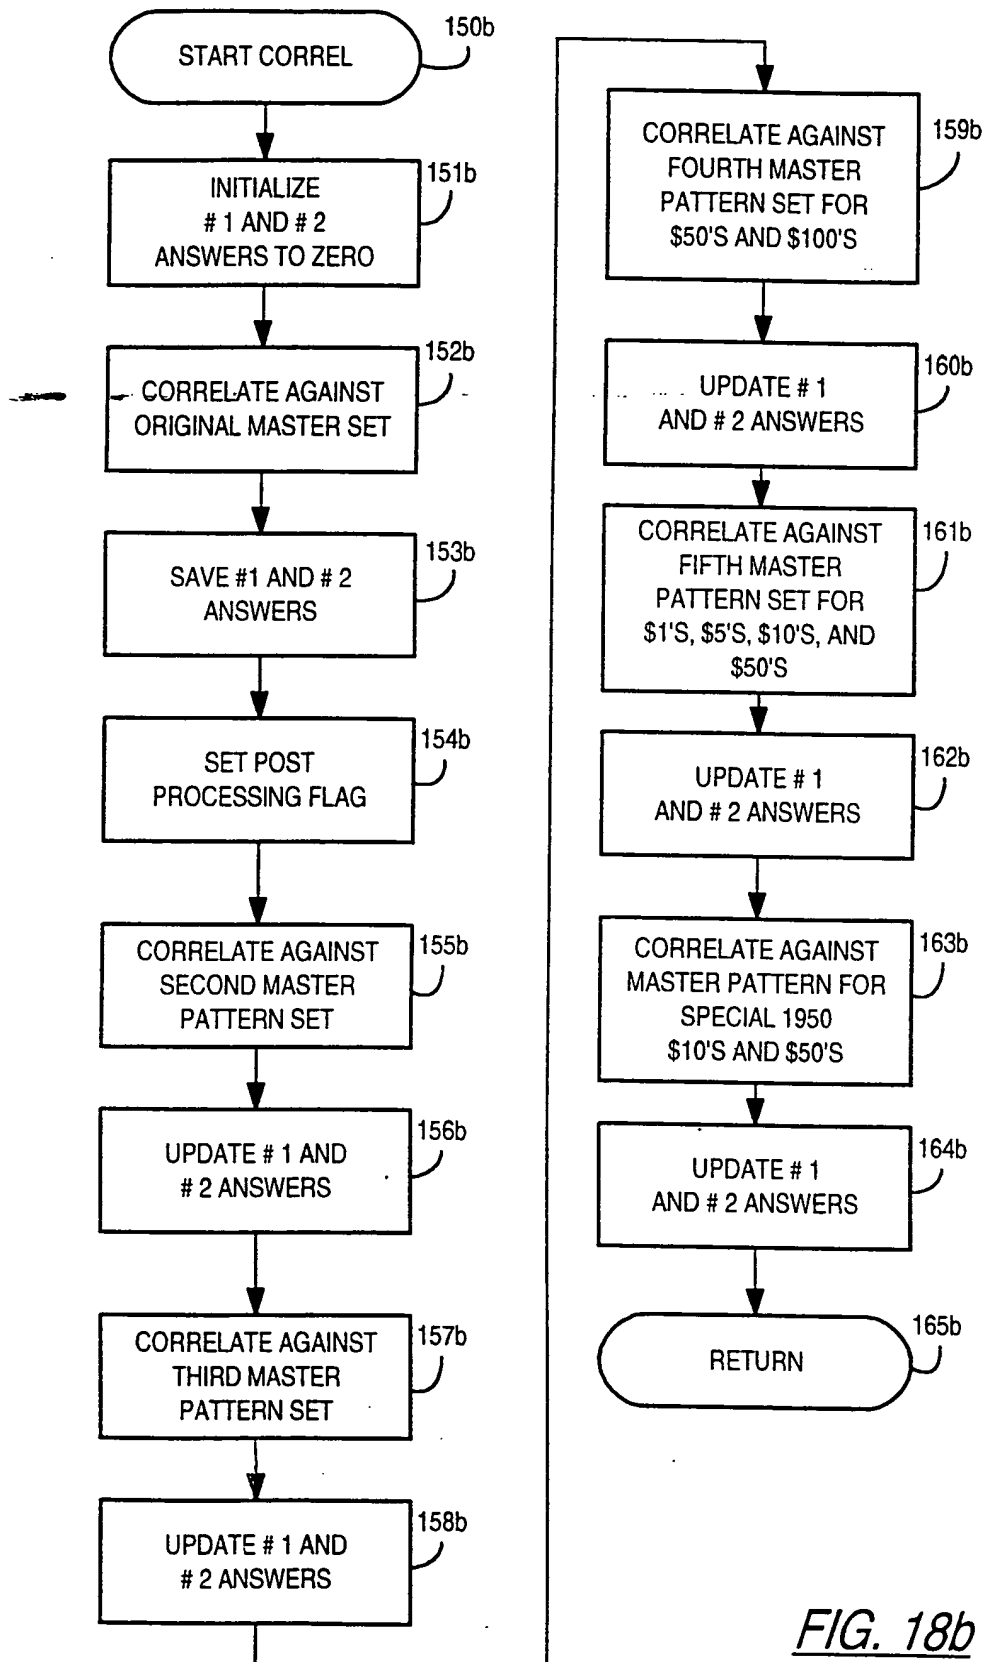 START CORREL
150b
INITIALIZE
# 1 AND # 2
ANSWERS TO ZERO
151b
CORRELATE AGAINST
ORIGINAL MASTER SET
152b
SAVE #1 AND # 2
ANSWERS
153b
SET POST
PROCESSING FLAG
154b
CORRELATE AGAINST
SECOND MASTER
PATTERN SET
155b
UPDATE # 1 AND
# 2 ANSWERS
156b
CORRELATE AGAINST
THIRD MASTER
PATTERN SET
157b
UPDATE # 1 AND
# 2 ANSWERS
158b
CORRELATE AGAINST
FOURTH MASTER
PATTERN SET FOR
$50'S AND $100'S
159b
UPDATE # 1
AND # 2 ANSWERS
160b
CORRELATE AGAINST
FIFTH MASTER
PATTERN SET FOR
$1'S, $5'S, $10'S, AND
$50'S
161b
UPDATE # 1
AND # 2 ANSWERS
162b
CORRELATE AGAINST
MASTER PATTERN FOR
SPECIAL 1950
$10'S AND $50'S
163b
UPDATE # 1
AND # 2 ANSWERS
164b
RETURN
165b
FIG. 18b